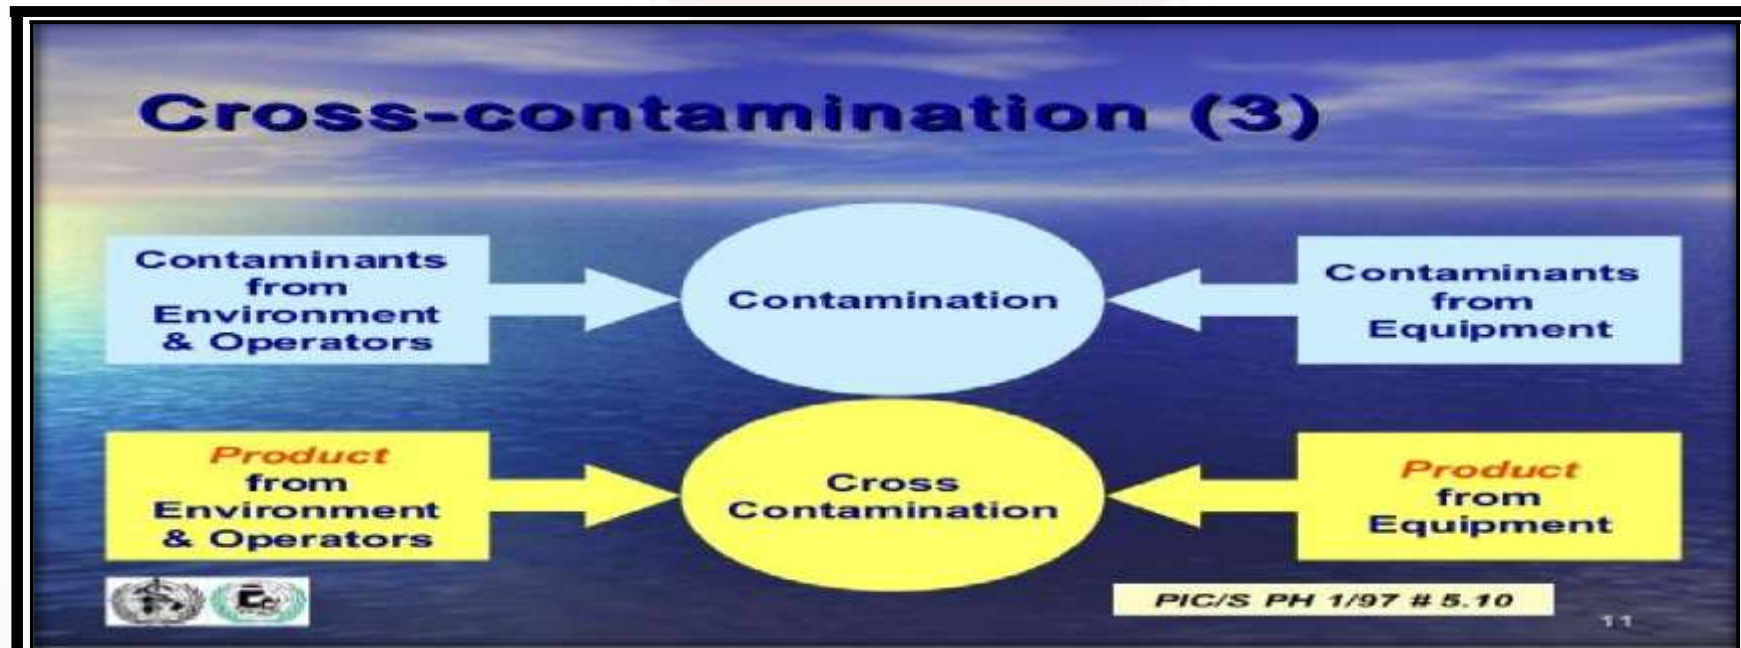 Cross-contamination (3)
Contaminants
from
Environment
& Operators
Contamination
Contaminants
from
Equipment
Product
from
Environment
& Operators
Cross
Contamination
Product
from
Equipment
PIC/S PH 1/97 # 5.10
11